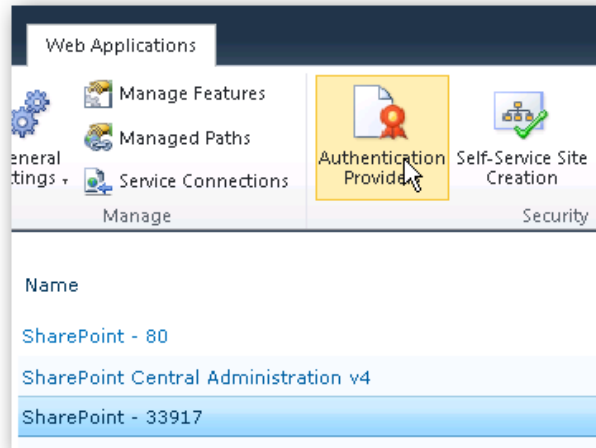 Web Applications
Manage Features
Managed Paths
Service Connections
eneral
ttings
Manage
Authentication
Providers
Self-Service Site
Creation
Security
Name
SharePoint - 80
SharePoint Central Administration v4
SharePoint - 33917